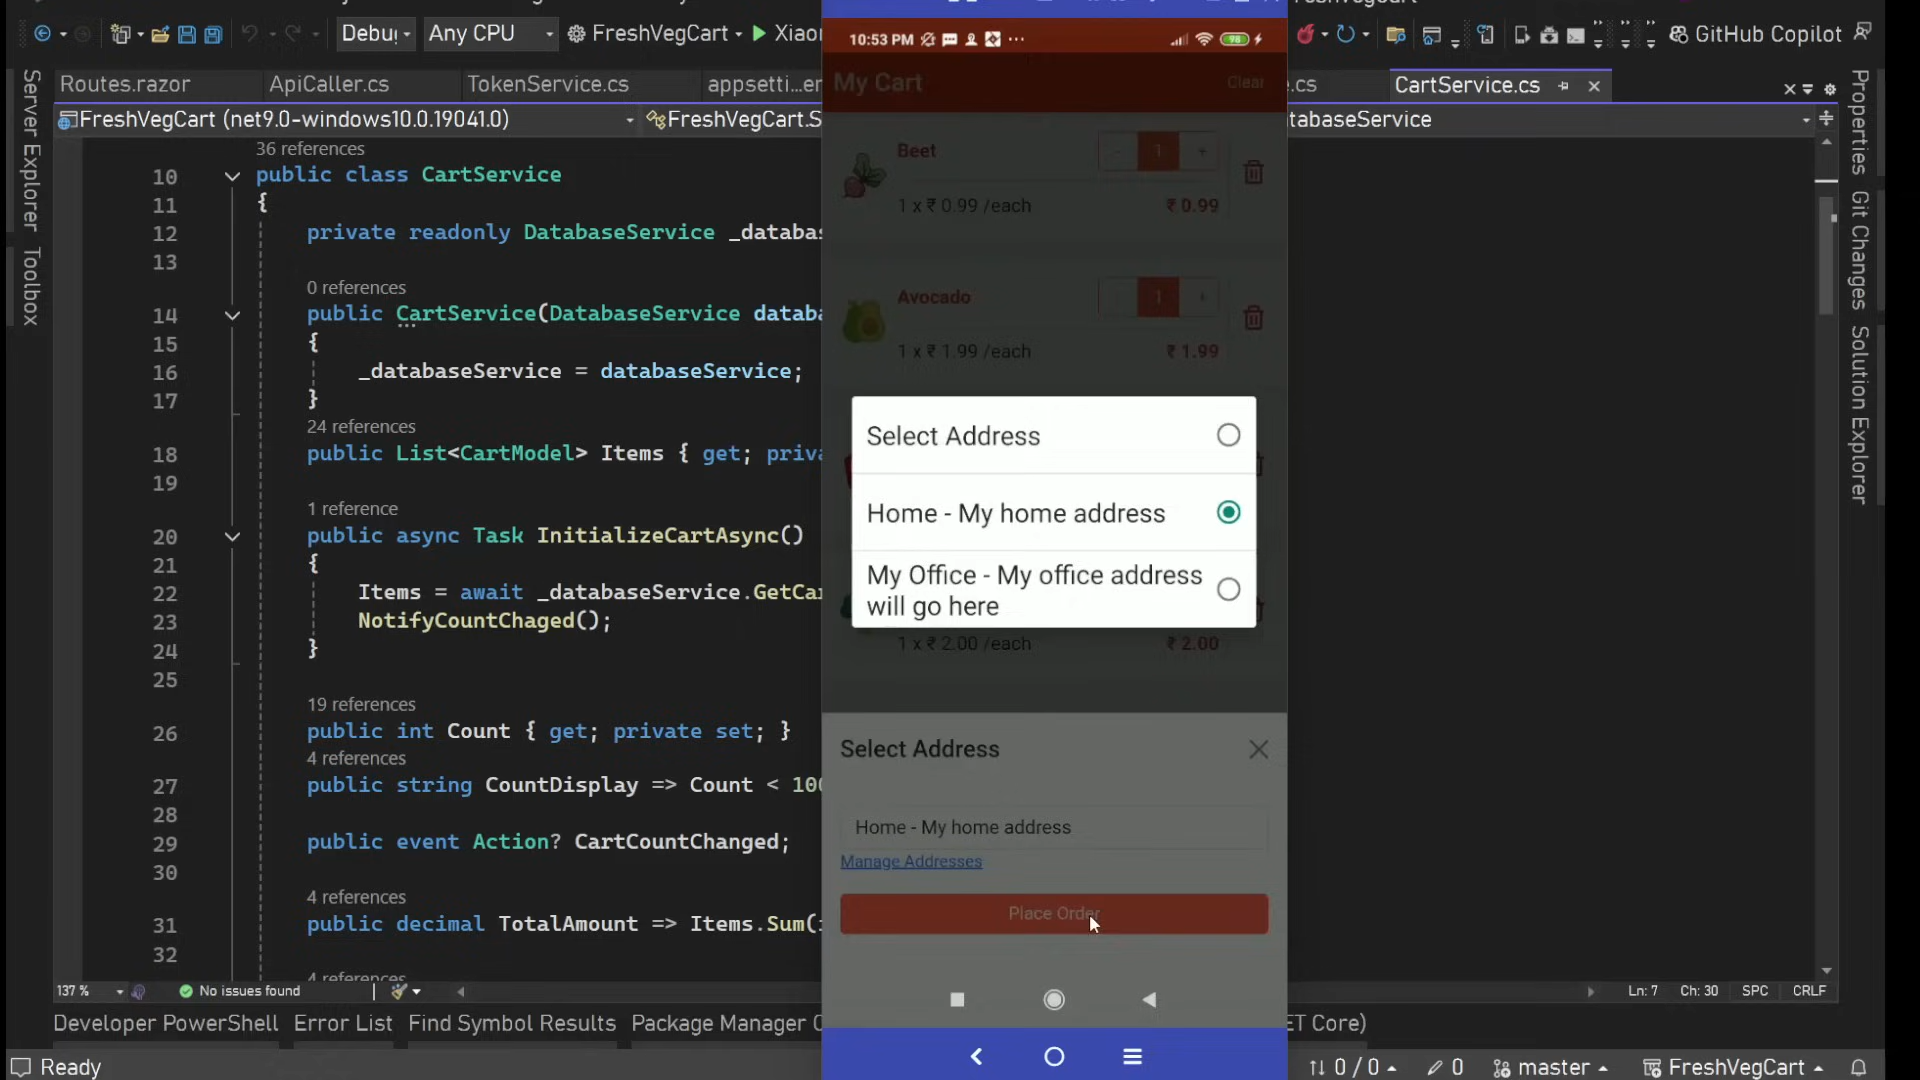 Debug
Any CPU
FreshVegCart
Xiao
GitHub Copilot
Routes.razor
ApiCaller.cs
TokenService.cs
appsetti...e
.cs
CartService.cs
FreshVegCart (net9.0-windows10.0.19041.0)
FreshVegCart.S
tabaseService
Server Explorer
Toolbox
Properties
Git Changes
Solution Explorer
36 references
10 public class CartService
11 {
12 private readonly DatabaseService _databas
13
0 references
14 public CartService(DatabaseService databa
15 {
16 _databaseService = databaseService;
17 }
24 references
18 public List<CartModel> Items { get; priva
19
1 reference
20 public async Task InitializeCartAsync()
21 {
22 Items = await _databaseService.GetCar
23 NotifyCountChaged();
24 }
25
19 references
26 public int Count { get; private set; }
4 references
27 public string CountDisplay => Count < 100
28
29 public event Action? CartCountChanged;
30
4 references
31 public decimal TotalAmount => Items.Sum(
32
4 references
10:53 PM
98
My Cart
Clear
Beet
- 1 +
1 x ₹ 0.99 /each
₹ 0.99
Avocado
- 1 +
1 x ₹ 1.99 /each
₹ 1.99
Select Address
Home - My home address
My Office - My office address
will go here
1 x ₹ 2.00 /each
₹ 2.00
Select Address
Home - My home address
Manage Addresses
Place Order
137 %
No issues found
Ln: 7
Ch: 30
SPC
CRLF
Developer PowerShell
Error List
Find Symbol Results
Package Manager
ET Core)
Ready
0 / 0
0
master
FreshVegCart